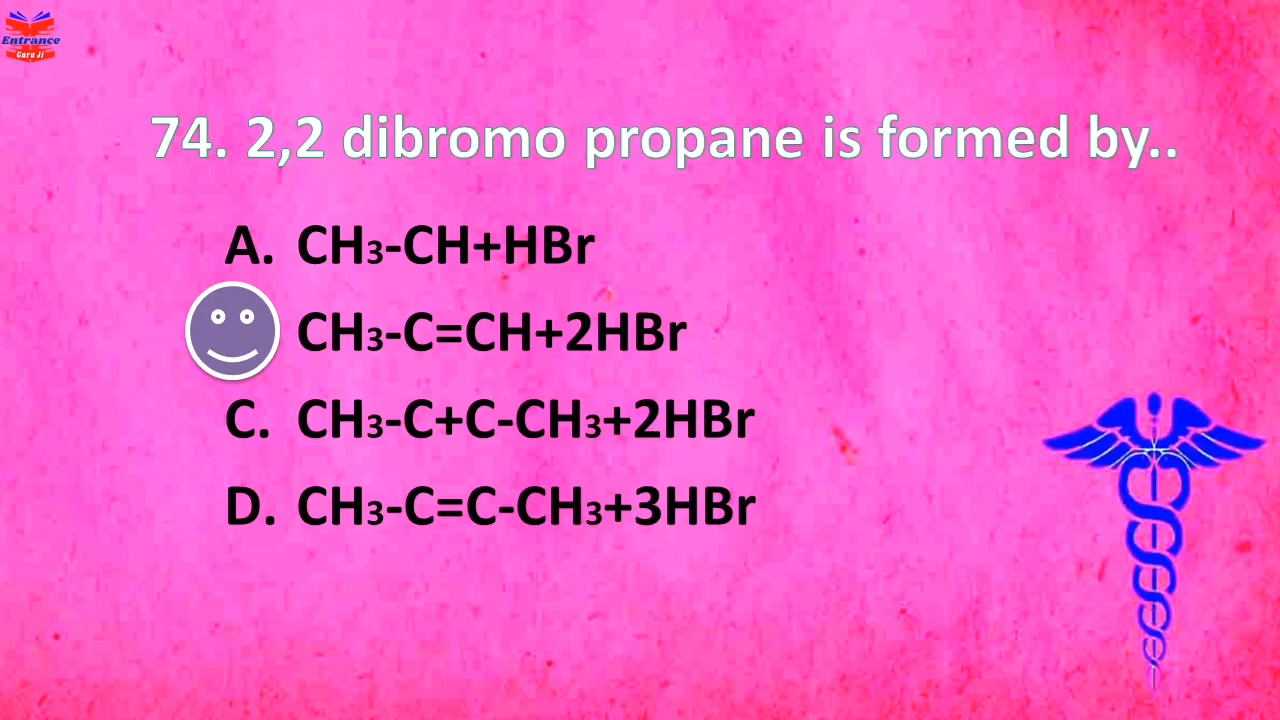 Entrance
Guru Ji
74. 2,2 dibromo propane is formed by..
A. CH₃-CH+HBr
CH₃-C=CH+2HBr
C. CH₃-C+C-CH₃+2HBr
D. CH₃-C=C-CH₃+3HBr